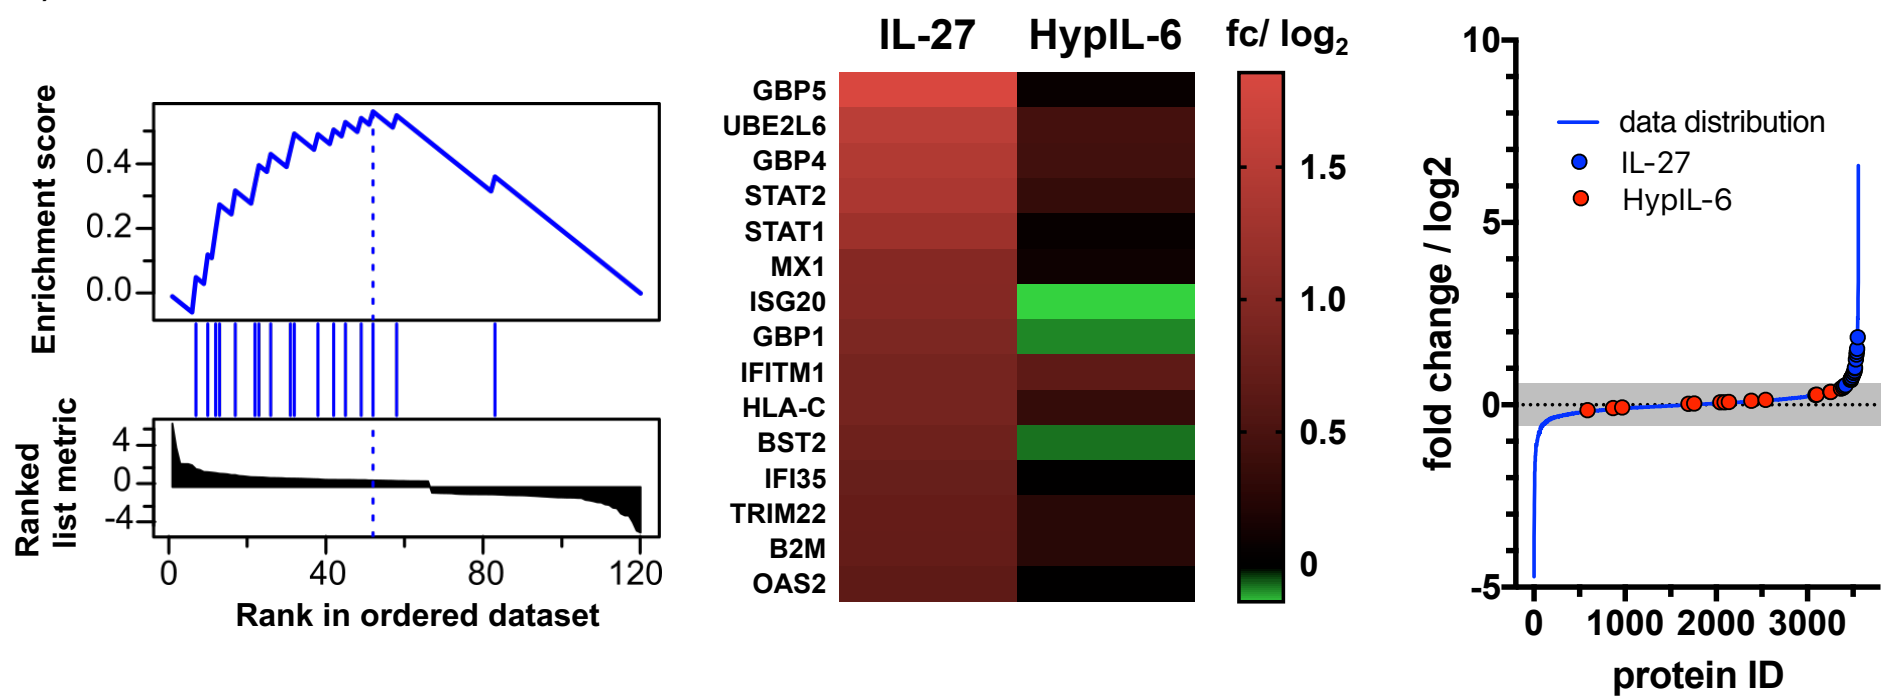 Enrichment score
0.4
0.2
0.0
Ranked
list metric
4
0
-4
0 40 80 120
Rank in ordered dataset
IL-27 HypIL-6 fc/ log2
GBP5
UBE2L6
GBP4
STAT2
STAT1
MX1
ISG20
GBP1
IFITM1
HLA-C
BST2
IFI35
TRIM22
B2M
OAS2
1.5
1.0
0.5
0
fold change / log2
10
5
0
-5
data distribution
IL-27
HypIL-6
0 1000 2000 3000
protein ID